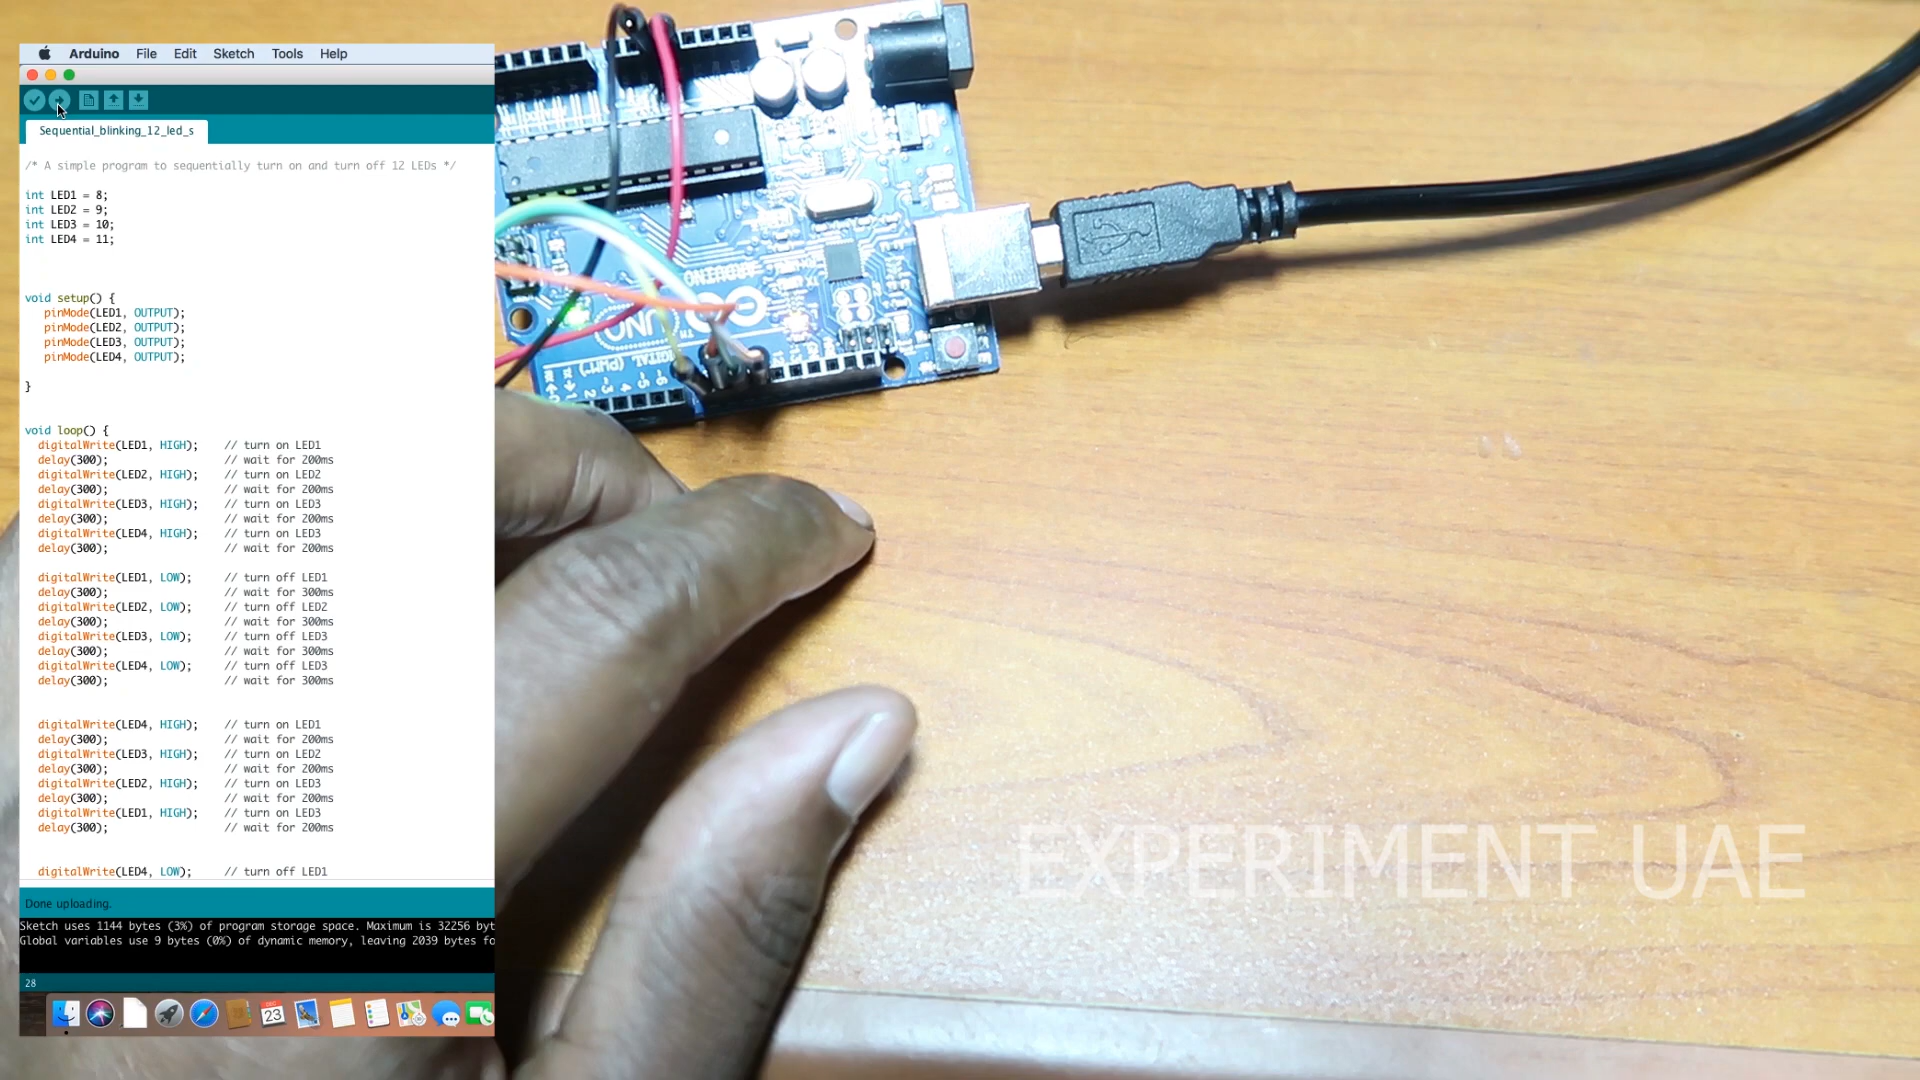 Arduino File Edit Sketch Tools Help
Sequential_blinking_12_led_s
/* A simple program to sequentially turn on and turn off 12 LEDs */
int LED1 = 8;
int LED2 = 9;
int LED3 = 10;
int LED4 = 11;
void setup() {
pinMode(LED1, OUTPUT);
pinMode(LED2, OUTPUT);
pinMode(LED3, OUTPUT);
pinMode(LED4, OUTPUT);
}
void loop() {
digitalWrite(LED1, HIGH); // turn on LED1
delay(300); // wait for 200ms
digitalWrite(LED2, HIGH); // turn on LED2
delay(300); // wait for 200ms
digitalWrite(LED3, HIGH); // turn on LED3
delay(300); // wait for 200ms
digitalWrite(LED4, HIGH); // turn on LED3
delay(300); // wait for 200ms
digitalWrite(LED1, LOW); // turn off LED1
delay(300); // wait for 300ms
digitalWrite(LED2, LOW); // turn off LED2
delay(300); // wait for 300ms
digitalWrite(LED3, LOW); // turn off LED3
delay(300); // wait for 300ms
digitalWrite(LED4, LOW); // turn off LED3
delay(300); // wait for 300ms
digitalWrite(LED4, HIGH); // turn on LED1
delay(300); // wait for 200ms
digitalWrite(LED3, HIGH); // turn on LED2
delay(300); // wait for 200ms
digitalWrite(LED2, HIGH); // turn on LED3
delay(300); // wait for 200ms
digitalWrite(LED1, HIGH); // turn on LED3
delay(300); // wait for 200ms
digitalWrite(LED4, LOW); // turn off LED1
Done uploading.
Sketch uses 1144 bytes (3%) of program storage space. Maximum is 32256 byt
Global variables use 9 bytes (0%) of dynamic memory, leaving 2039 bytes fo
28
23
ARDUINO
UNO
TM
(PWM~)
13
12
~6
~5
4
~3
2
EXPERIMENT UAE